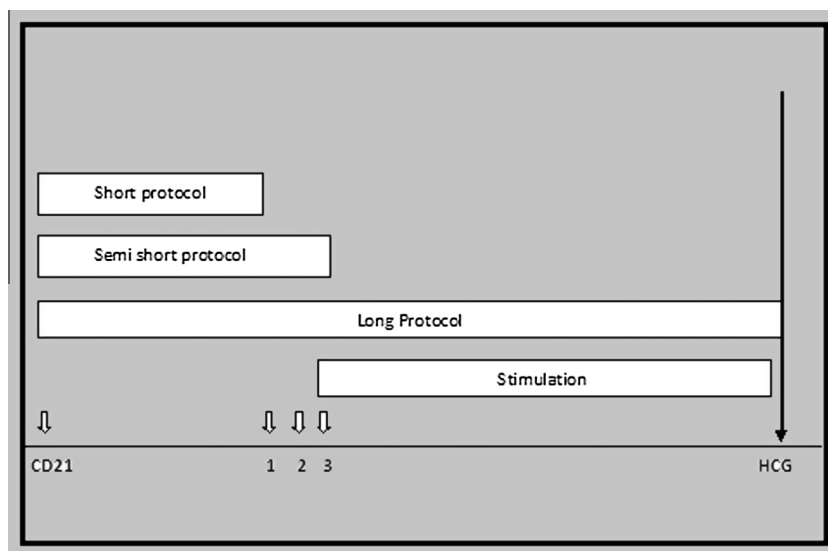 Short protocol
Semi short protocol
Long Protocol
Stimulation
CD21 1 2 3 HCG